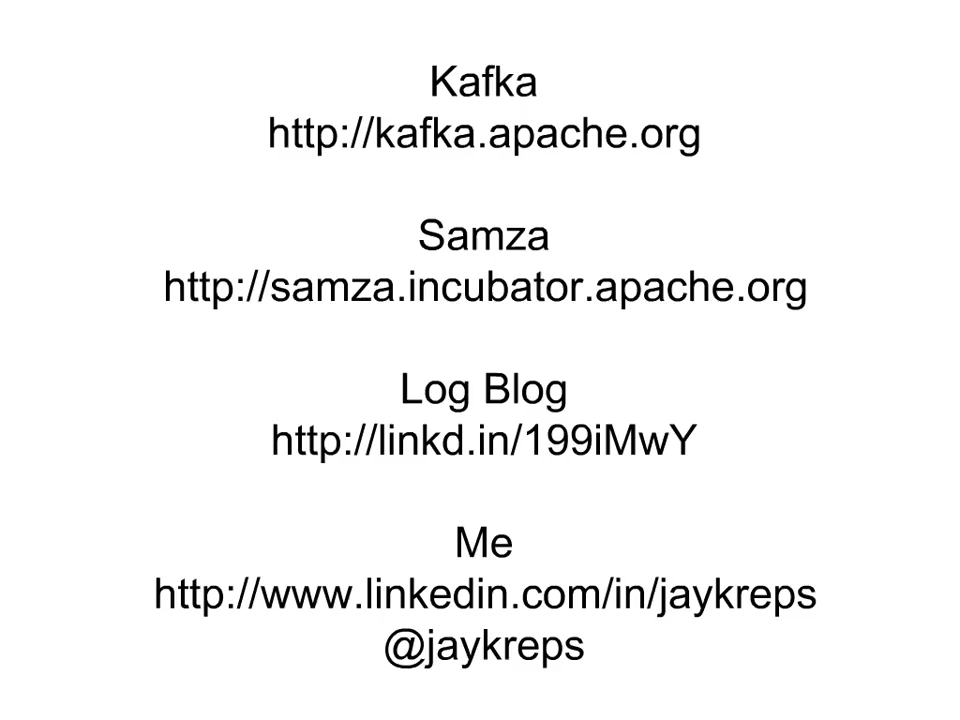 Kafka
http://kafka.apache.org
Samza
http://samza.incubator.apache.org
Log Blog
http://linkd.in/199iMwY
Me
http://www.linkedin.com/in/jaykreps
@jaykreps